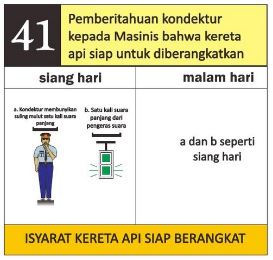 41
Pemberitahuan kondektur
kepada Masinis bahwa kereta
api siap untuk diberangkatkan
siang hari
malam hari
a. Kondektur membunyikan
suling mulut satu kali suara
panjang
b. Satu kali suara
panjang dari
pengeras suara
a dan b seperti
siang hari
ISYARAT KERETA API SIAP BERANGKAT